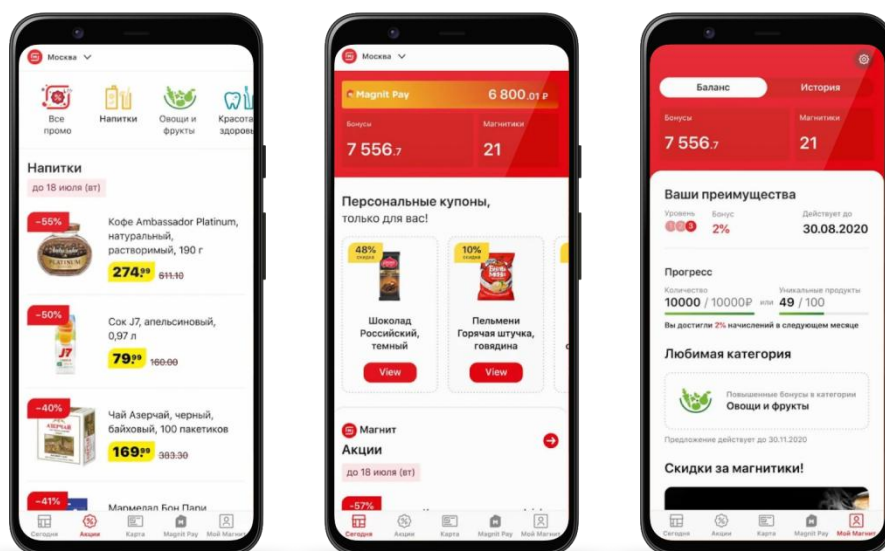 Москва
Все
промо
Напитки
Овощи и
фрукты
Красота
здоровь
Напитки
до 18 июля (вт)
-55%
Кофе Ambassador Platinum,
натуральный,
растворимый, 190 г
274.99 611.10
-50%
Сок J7, апельсиновый,
0,97 л
79.99 160.00
-40%
Чай Азерчай, черный,
байховый, 100 пакетиков
169.99 383.30
-41%
Мармелад Бон Пари
Сегодня
Акции
Карта
Magnit Pay
Мой Магнит
Москва
Magnit Pay
6 800.01 ₽
Бонусы
7 556.7
Магнитики
21
Персональные купоны,
только для вас!
48%
скидка
Шоколад
Российский,
темный
View
10%
скидка
Пельмени
Горячая штучка,
говядина
View
Магнит
Акции
до 18 июля (вт)
-57%
Сегодня
Акции
Карта
Magnit Pay
Мой Магнит
Баланс
История
Бонусы
7 556.7
Магнитики
21
Ваши преимущества
Уровень
3
Бонус
2%
Действует до
30.08.2020
Прогресс
Количество
10000 / 10000₽
или
Уникальные продукты
49 / 100
Вы достигли 2% начислений в следующем месяце
Любимая категория
Повышенные бонусы в категории
Овощи и фрукты
Предложение действует до 30.11.2020
Скидки за магнитики!
Сегодня
Акции
Карта
Magnit Pay
Мой Магнит